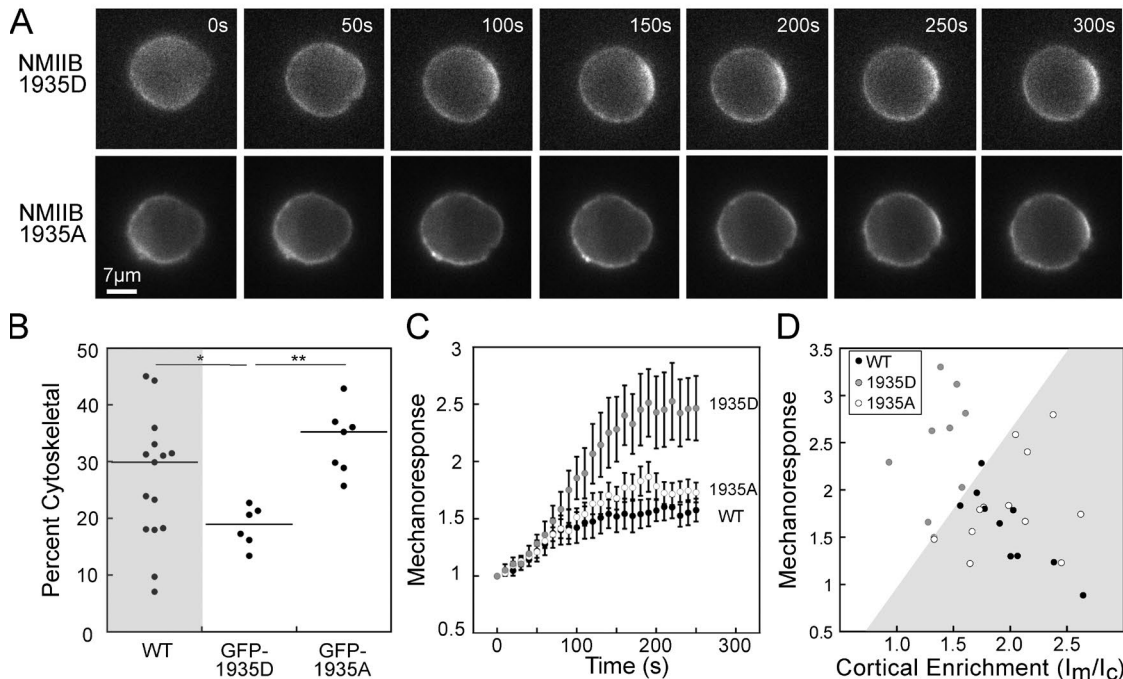 A
0s
50s
100s
150s
200s
250s
300s
NMIIB
1935D
NMIIB
1935A
7μm
B
Percent Cytoskeletal
50
40
30
20
10
0
*
**
WT
GFP-
1935D
GFP-
1935A
C
Mechanoresponse
3
2.5
2
1.5
1
0.5
1935D
1935A
WT
0
100
200
300
Time (s)
D
Mechanoresponse
3.5
3
2.5
2
1.5
1
0.5
WT
1935D
1935A
1.0
1.5
2.0
2.5
Cortical Enrichment (Im/Ic)